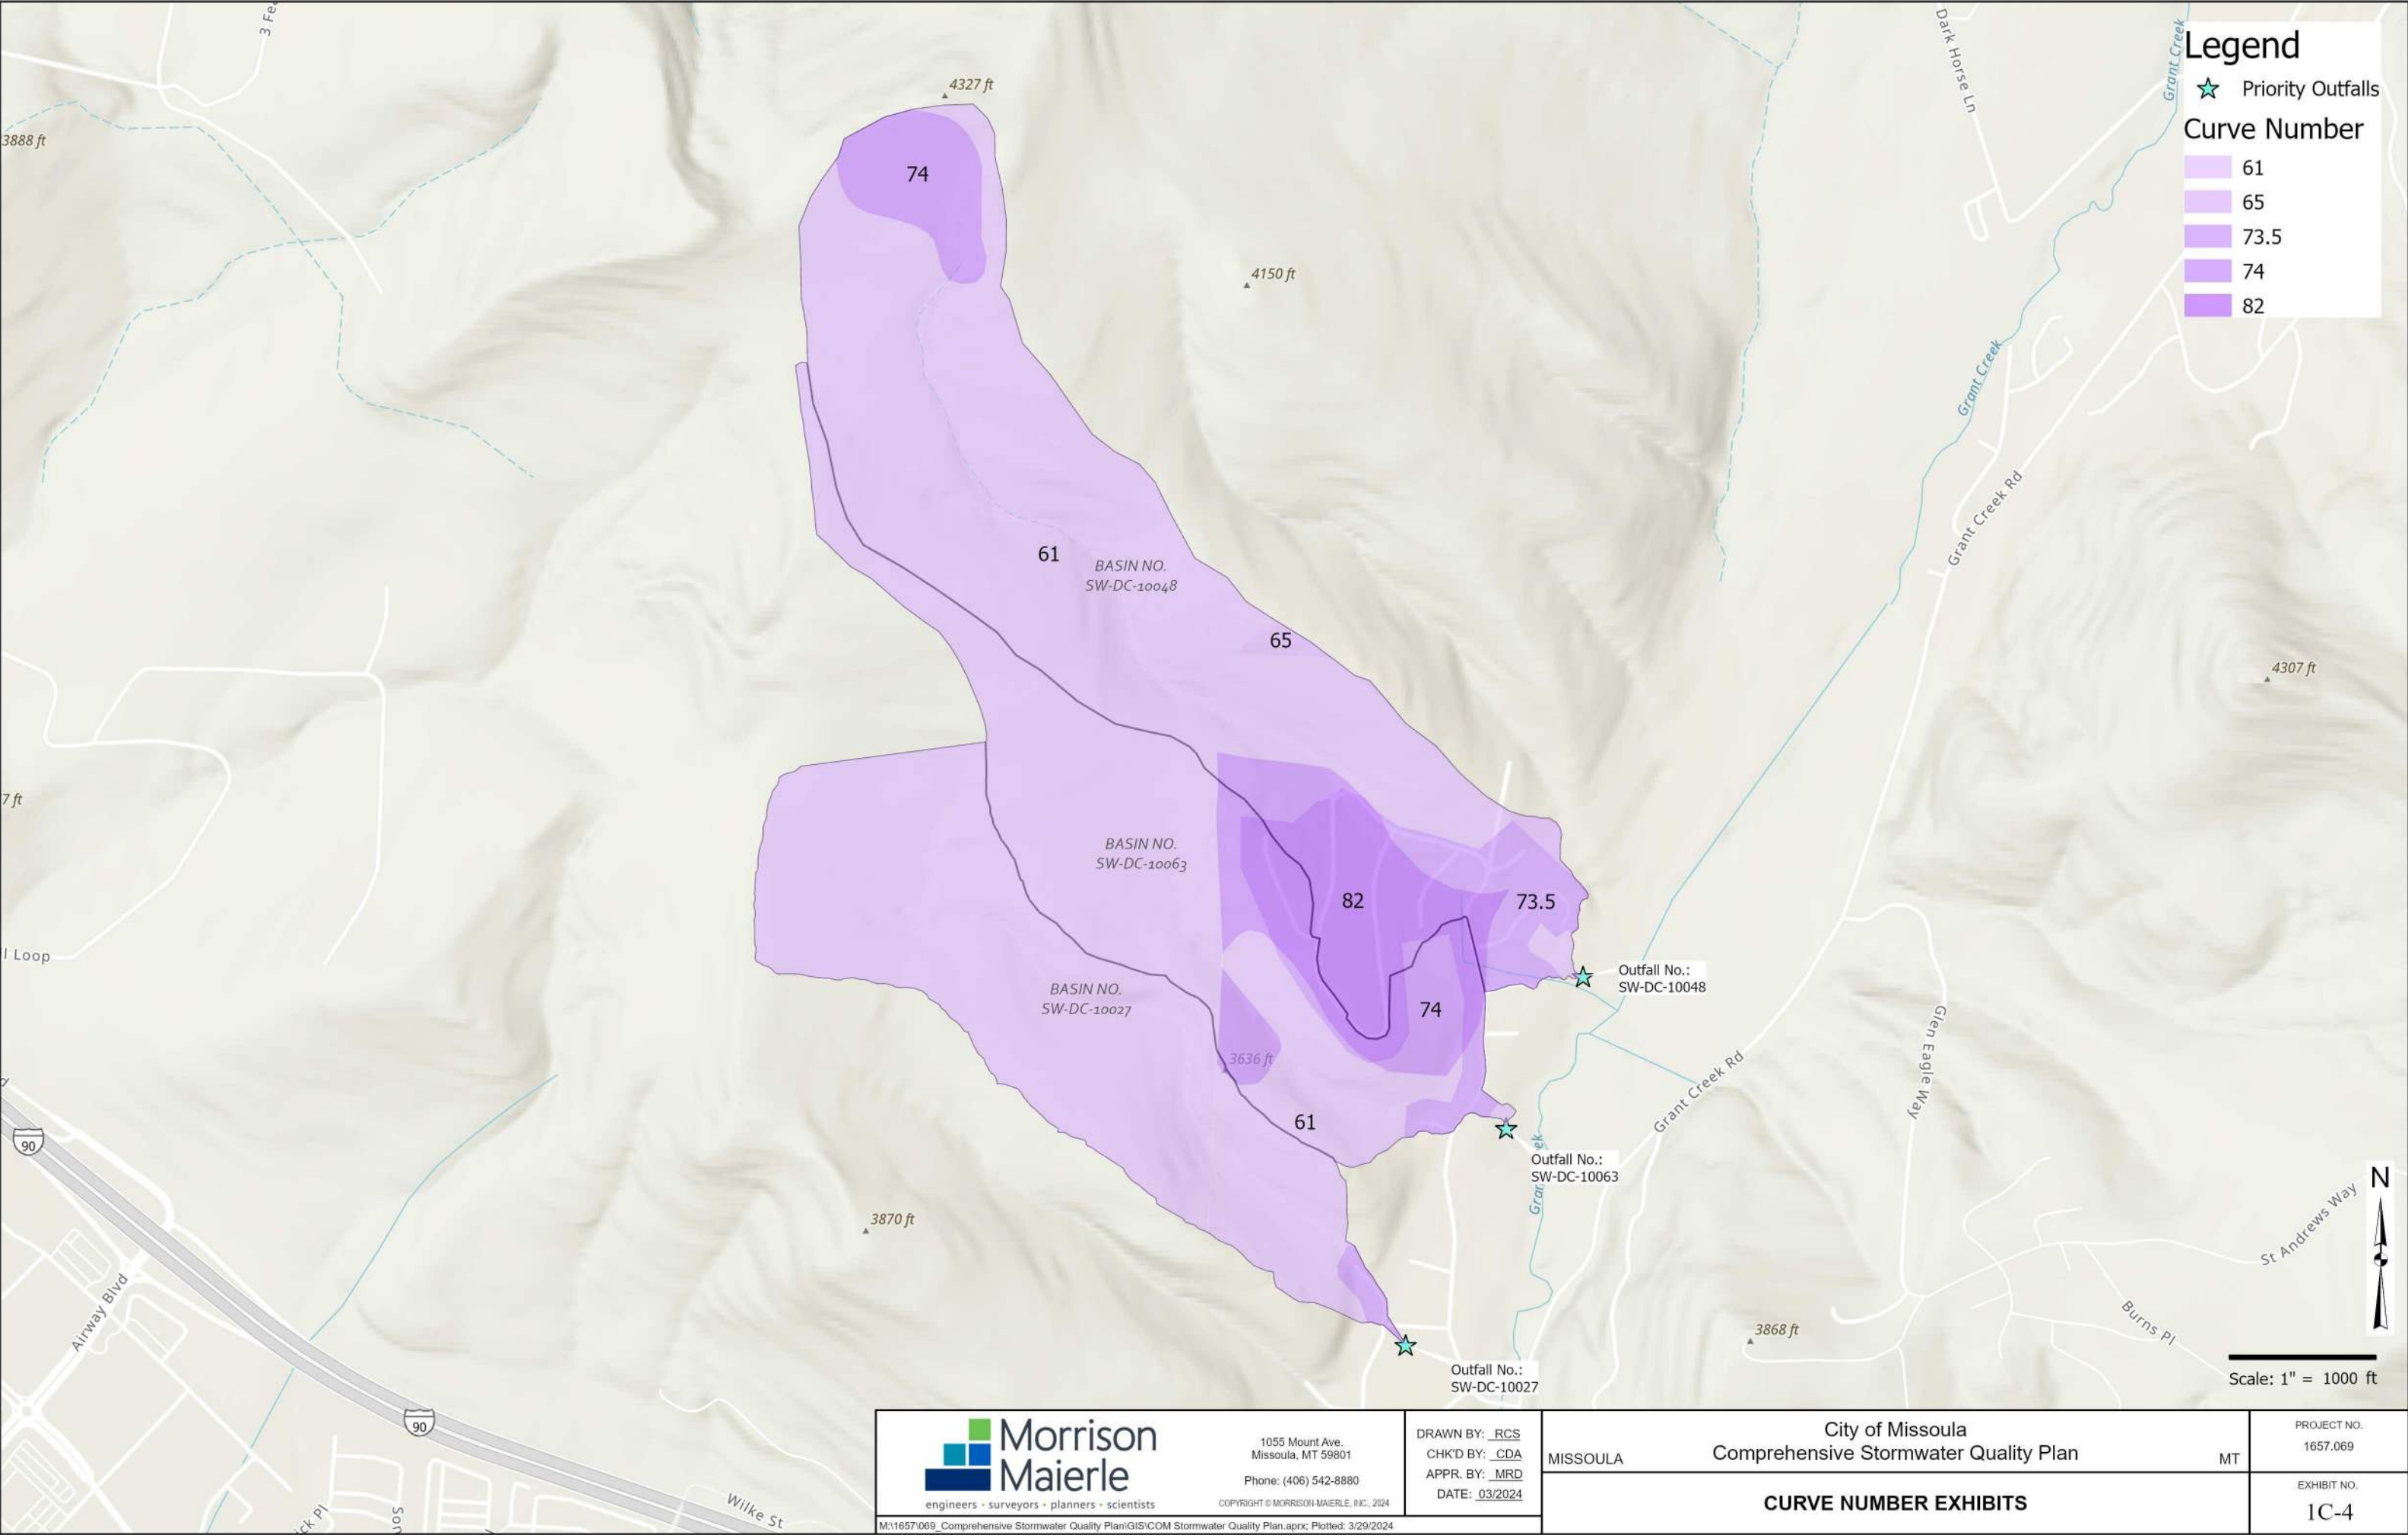 3 Fe
Dark Horse Ln
Grant Creek
Legend
Priority Outfalls
Curve Number
61
65
73.5
74
82
4327 ft
3888 ft
74
4150 ft
Grant Creek
Grant Creek Rd
61
BASIN NO.
SW-DC-10048
65
4307 ft
7 ft
BASIN NO.
SW-DC-10063
82
73.5
ll Loop
Outfall No.:
SW-DC-10048
BASIN NO.
SW-DC-10027
74
3636 ft
Glen Eagle Way
Grant Creek Rd
61
90
Outfall No.:
SW-DC-10063
N
3870 ft
St Andrews Way
Airway Blvd
Burns Pl
3868 ft
Outfall No.:
SW-DC-10027
Scale: 1" = 1000 ft
90
Wilke St
ck Pl
Son
Morrison
Maierle
engineers • surveyors • planners • scientists
1055 Mount Ave.
Missoula, MT 59801
Phone: (406) 542-8880
COPYRIGHT © MORRISON-MAIERLE, INC., 2024
DRAWN BY: RCS
CHK'D BY: CDA
APPR. BY: MRD
DATE: 03/2024
MISSOULA
City of Missoula
Comprehensive Stormwater Quality Plan
MT
PROJECT NO.
1657.069
CURVE NUMBER EXHIBITS
EXHIBIT NO.
1C-4
M:\1657\069_Comprehensive Stormwater Quality Plan\GIS\COM Stormwater Quality Plan.aprx; Plotted: 3/29/2024